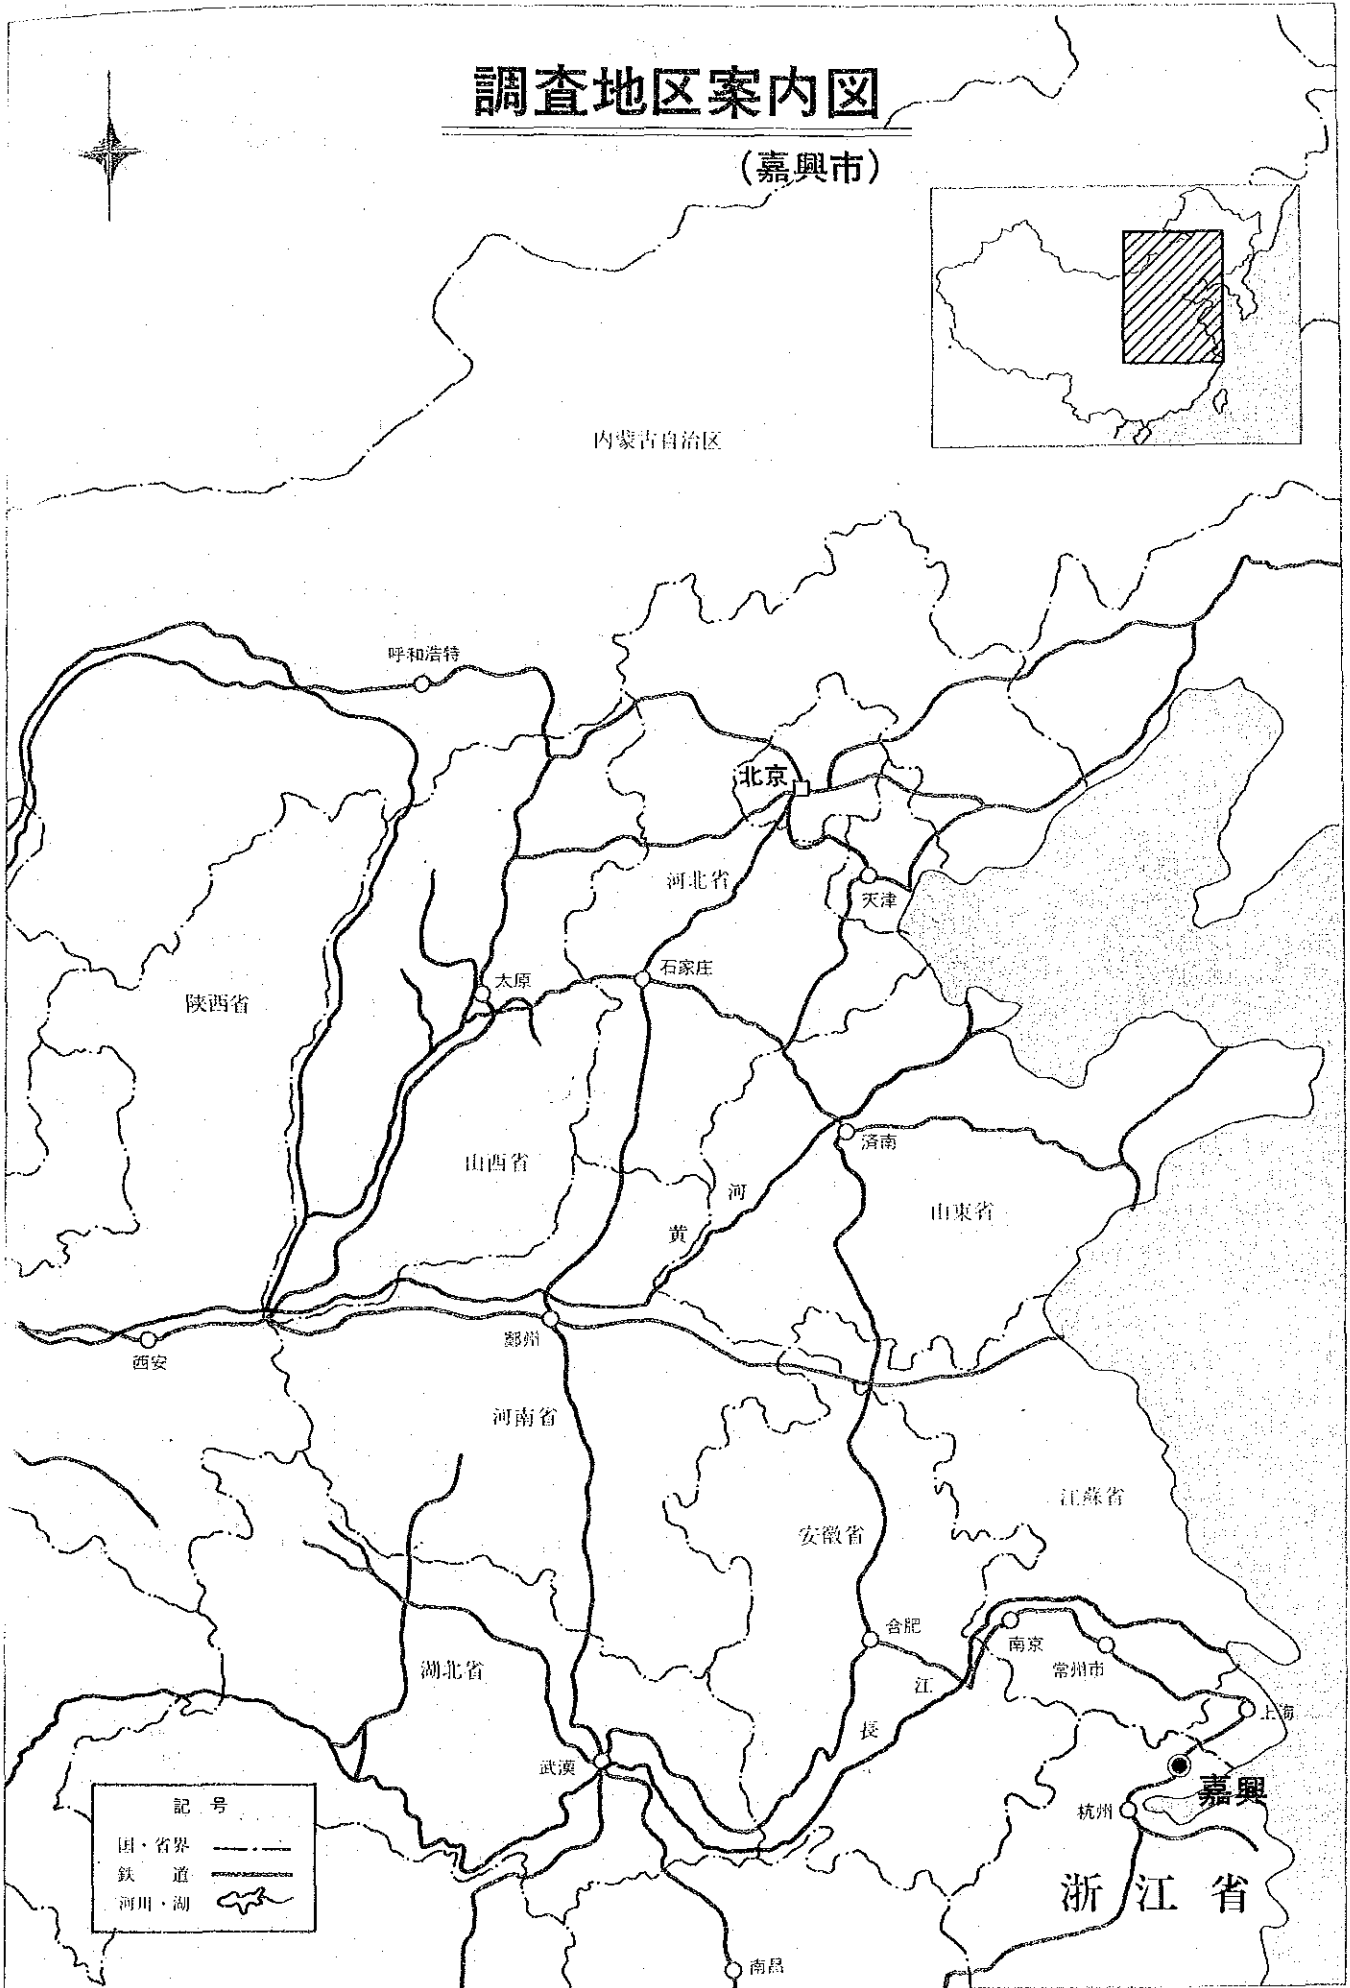 調査地区案内図
(嘉興市)
内蒙古自治区
呼和浩特
北京
河北省
天津
陕西省
太原
石家庄
山西省
済南
河
黄
山東省
鄭州
西安
河南省
江蘇省
安徽省
合肥
南京
湖北省
江
常州市
長
上海
武漢
嘉興
杭州
記 号
国・省界
鉄 道
河川・湖
浙江省
南昌